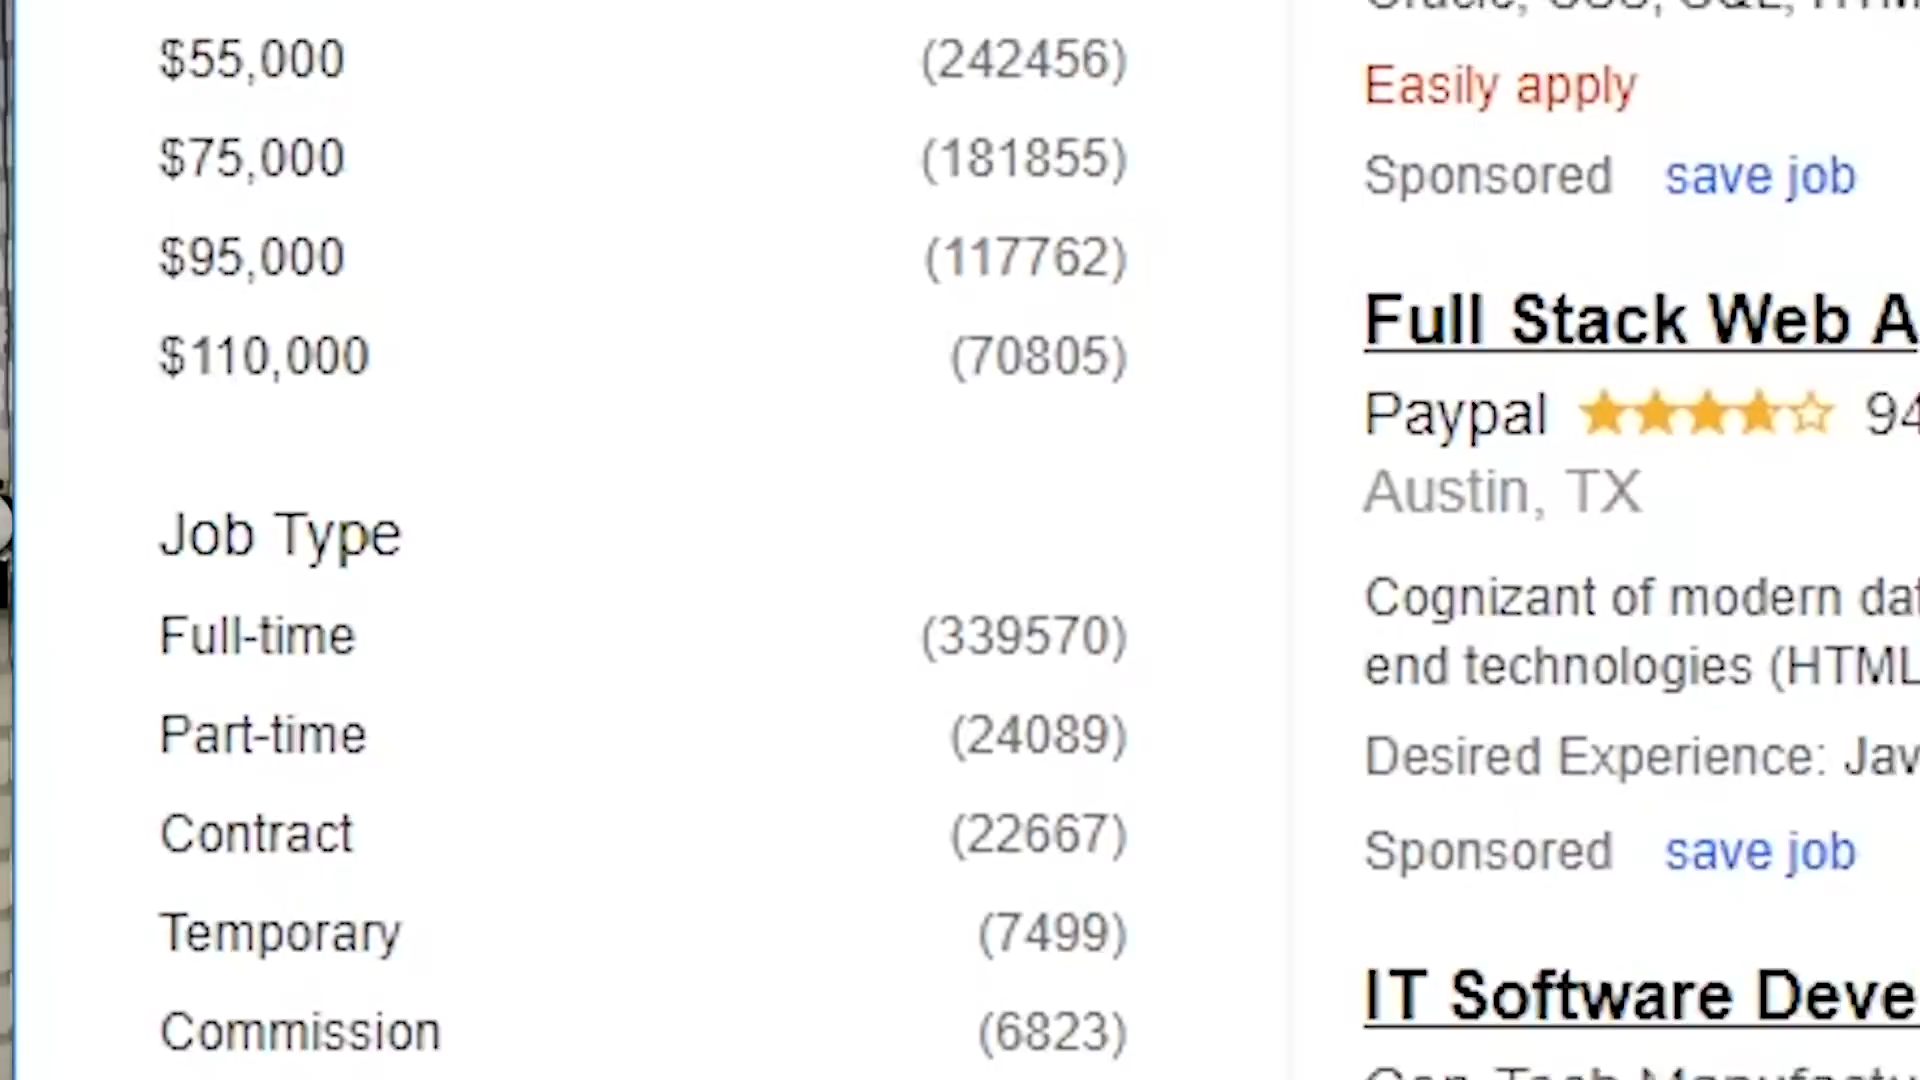 $55,000 (242456)
$75,000 (181855)
$95,000 (117762)
$110,000 (70805)
Job Type
Full-time (339570)
Part-time (24089)
Contract (22667)
Temporary (7499)
Commission (6823)
Easily apply
Sponsored save job
Full Stack Web A
Paypal 94
Austin, TX
Cognizant of modern dat
end technologies (HTML
Desired Experience: Jav
Sponsored save job
IT Software Deve